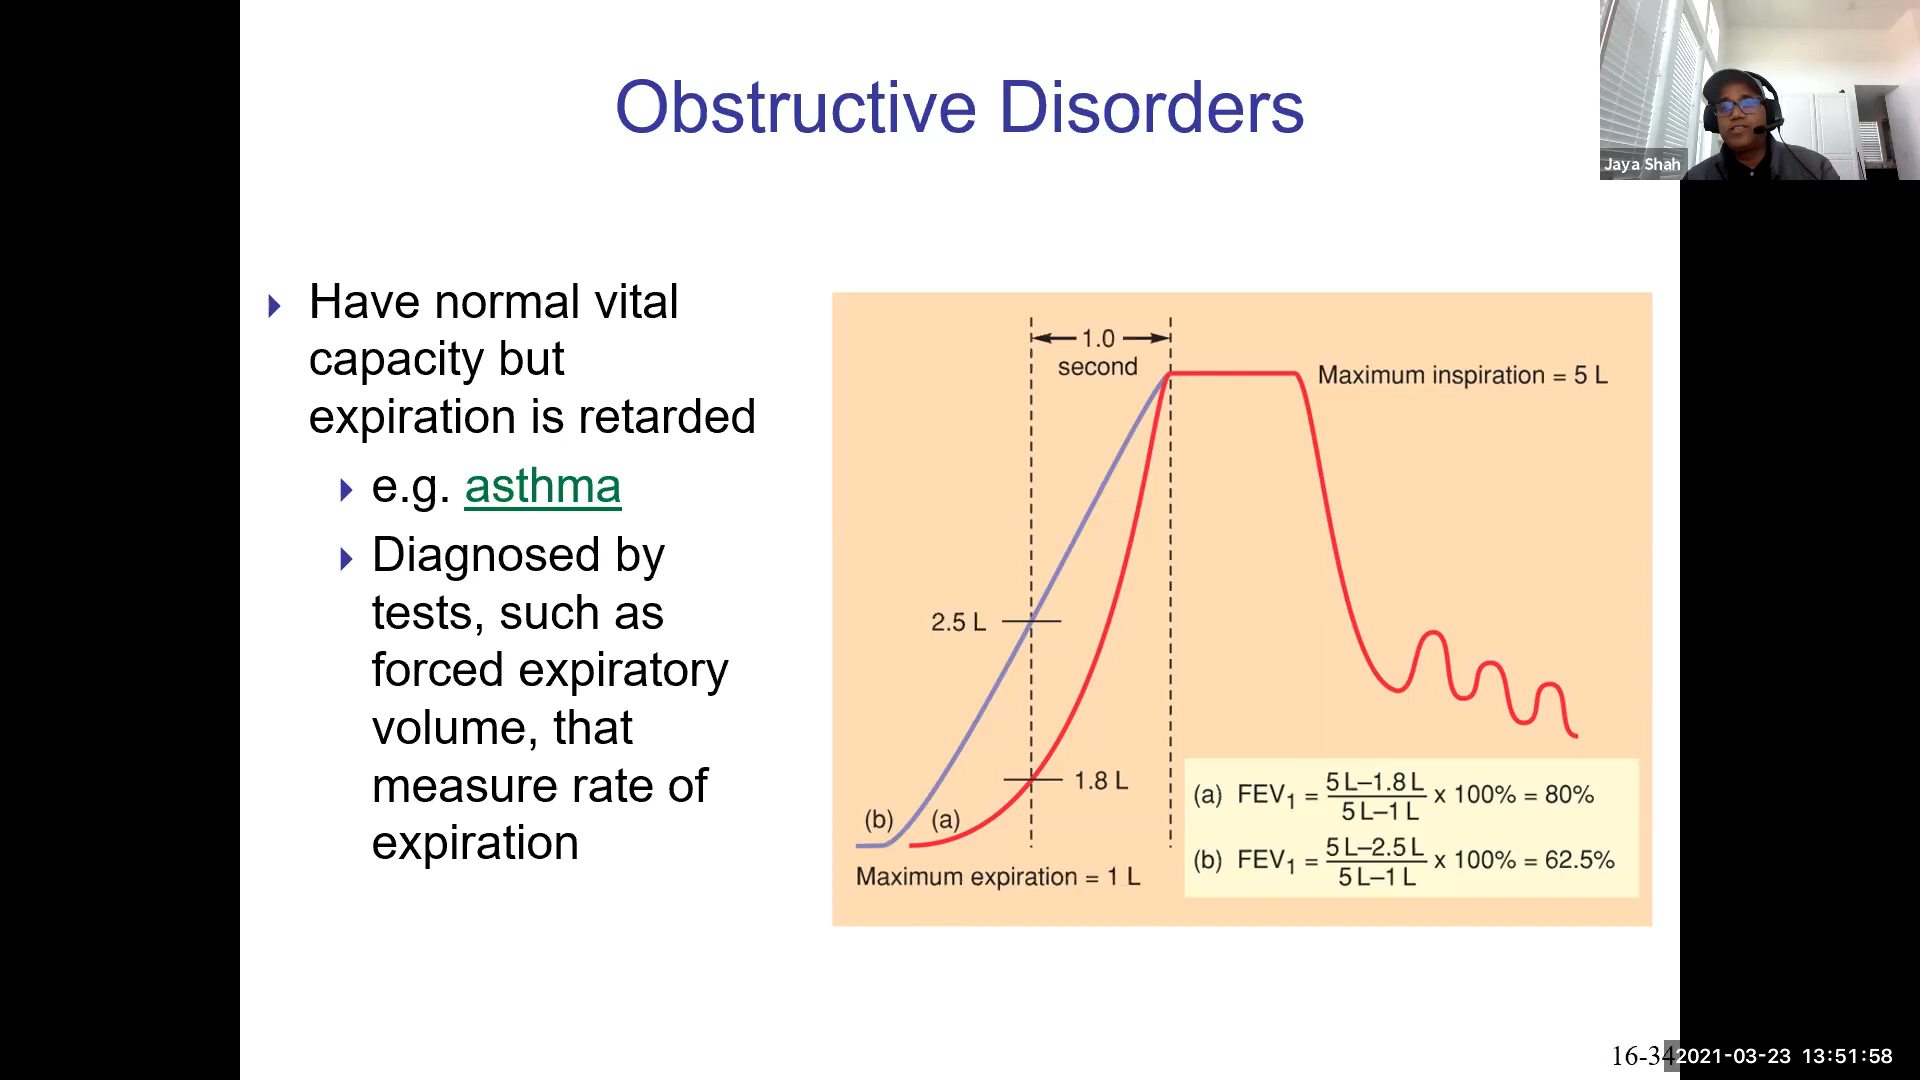 Obstructive Disorders
Jaya Shah
Have normal vital
capacity but
expiration is retarded
e.g. asthma
Diagnosed by
tests, such as
forced expiratory
volume, that
measure rate of
expiration
1.0
second
Maximum inspiration = 5 L
2.5 L
1.8 L
(b)
(a)
Maximum expiration = 1 L
(a) FEV₁ = 5 L–1.8 L / 5 L–1 L x 100% = 80%
(b) FEV₁ = 5 L–2.5 L / 5 L–1 L x 100% = 62.5%
16-34
2021-03-23 13:51:58